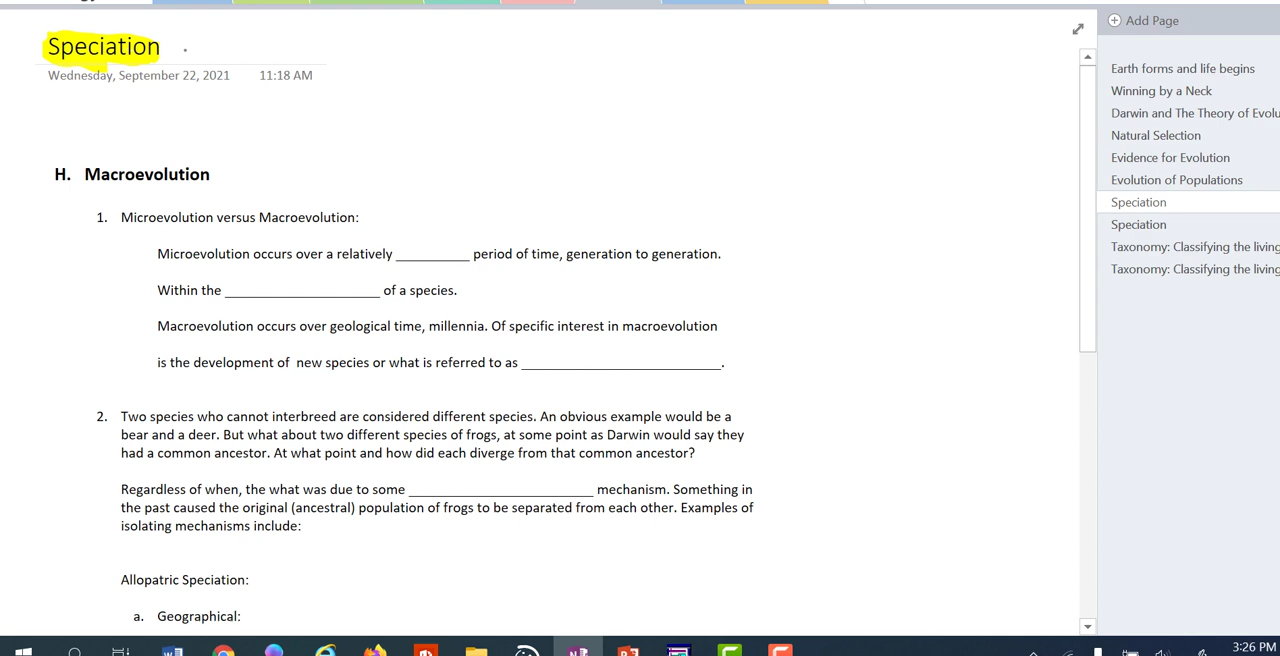 Speciation
Wednesday, September 22, 2021 11:18 AM
H. Macroevolution
1. Microevolution versus Macroevolution:
Microevolution occurs over a relatively __________ period of time, generation to generation.
Within the _____________________ of a species.
Macroevolution occurs over geological time, millennia. Of specific interest in macroevolution
is the development of new species or what is referred to as ___________________________.
2. Two species who cannot interbreed are considered different species. An obvious example would be a
bear and a deer. But what about two different species of frogs, at some point as Darwin would say they
had a common ancestor. At what point and how did each diverge from that common ancestor?
Regardless of when, the what was due to some _________________________ mechanism. Something in
the past caused the original (ancestral) population of frogs to be separated from each other. Examples of
isolating mechanisms include:
Allopatric Speciation:
a. Geographical:
Add Page
Earth forms and life begins
Winning by a Neck
Darwin and The Theory of Evolu
Natural Selection
Evidence for Evolution
Evolution of Populations
Speciation
Speciation
Taxonomy: Classifying the living
Taxonomy: Classifying the living
3:26 PM